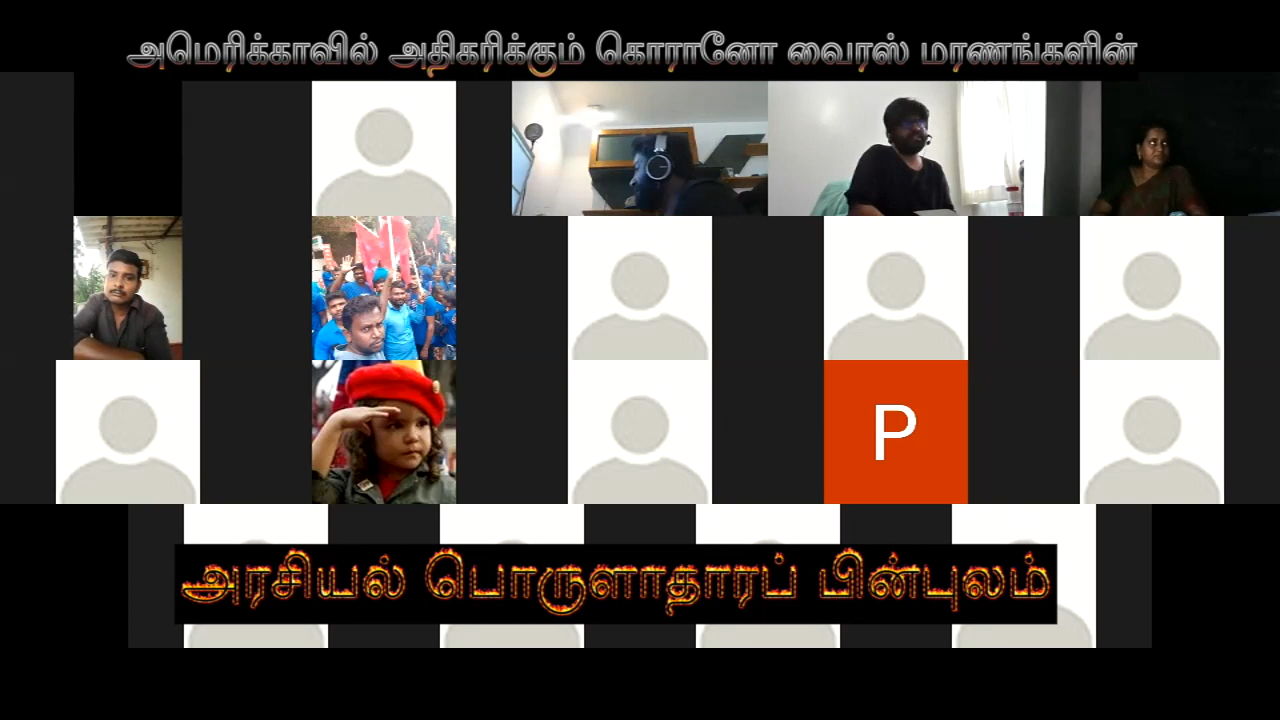 அமெரிக்காவில் அதிகரிக்கும் கொரானோ வைரஸ் மரணங்களின்
P
அரசியல் பொருளாதாரப் பின்புலம்